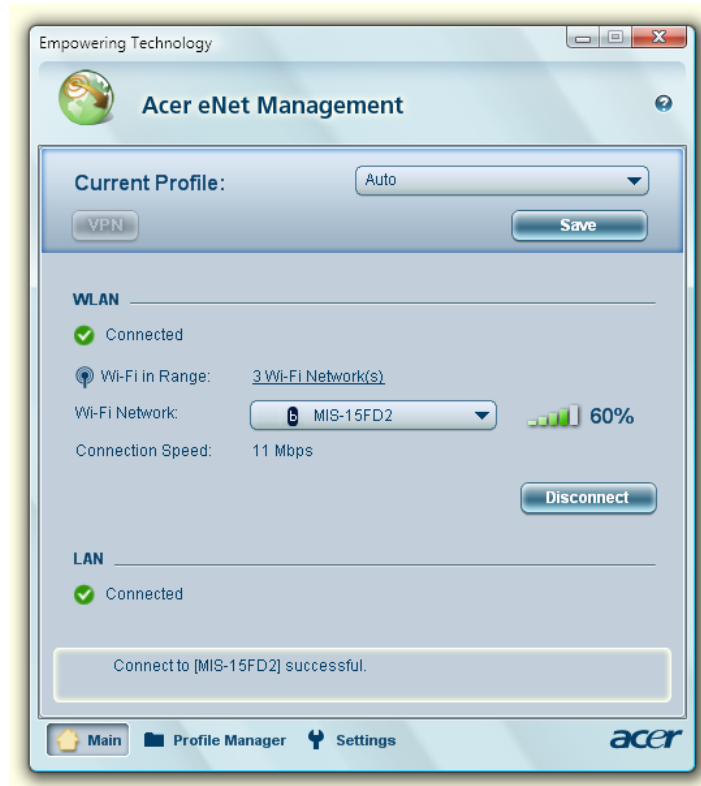 Empowering Technology
Acer eNet Management
Current Profile:
Auto
VPN
Save
WLAN
Connected
Wi-Fi in Range:
3 Wi-Fi Network(s)
Wi-Fi Network:
b MIS-15FD2
60%
Connection Speed:
11 Mbps
Disconnect
LAN
Connected
Connect to [MIS-15FD2] successful.
Main
Profile Manager
Settings
acer